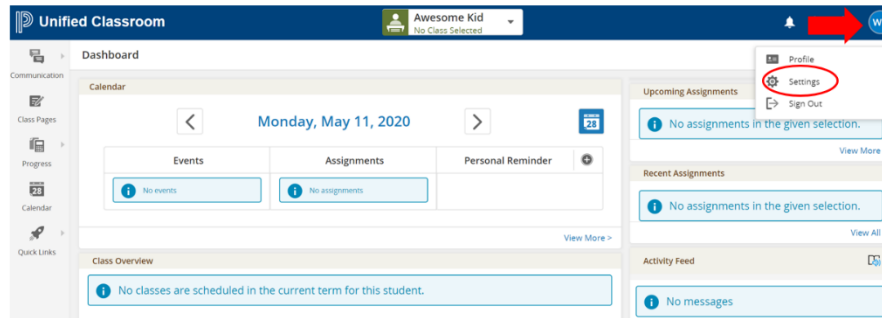 Unified Classroom
Awesome Kid
No Class Selected
W
Profile
Settings
Sign Out
Communication
Class Pages
Progress
28
Calendar
Quick Links
Dashboard
Calendar
Monday, May 11, 2020
28
Events
Assignments
Personal Reminder
No events
No assignments
View More >
Class Overview
No classes are scheduled in the current term for this student.
Upcoming Assignments
No assignments in the given selection.
View More
Recent Assignments
No assignments in the given selection.
View All
Activity Feed
No messages